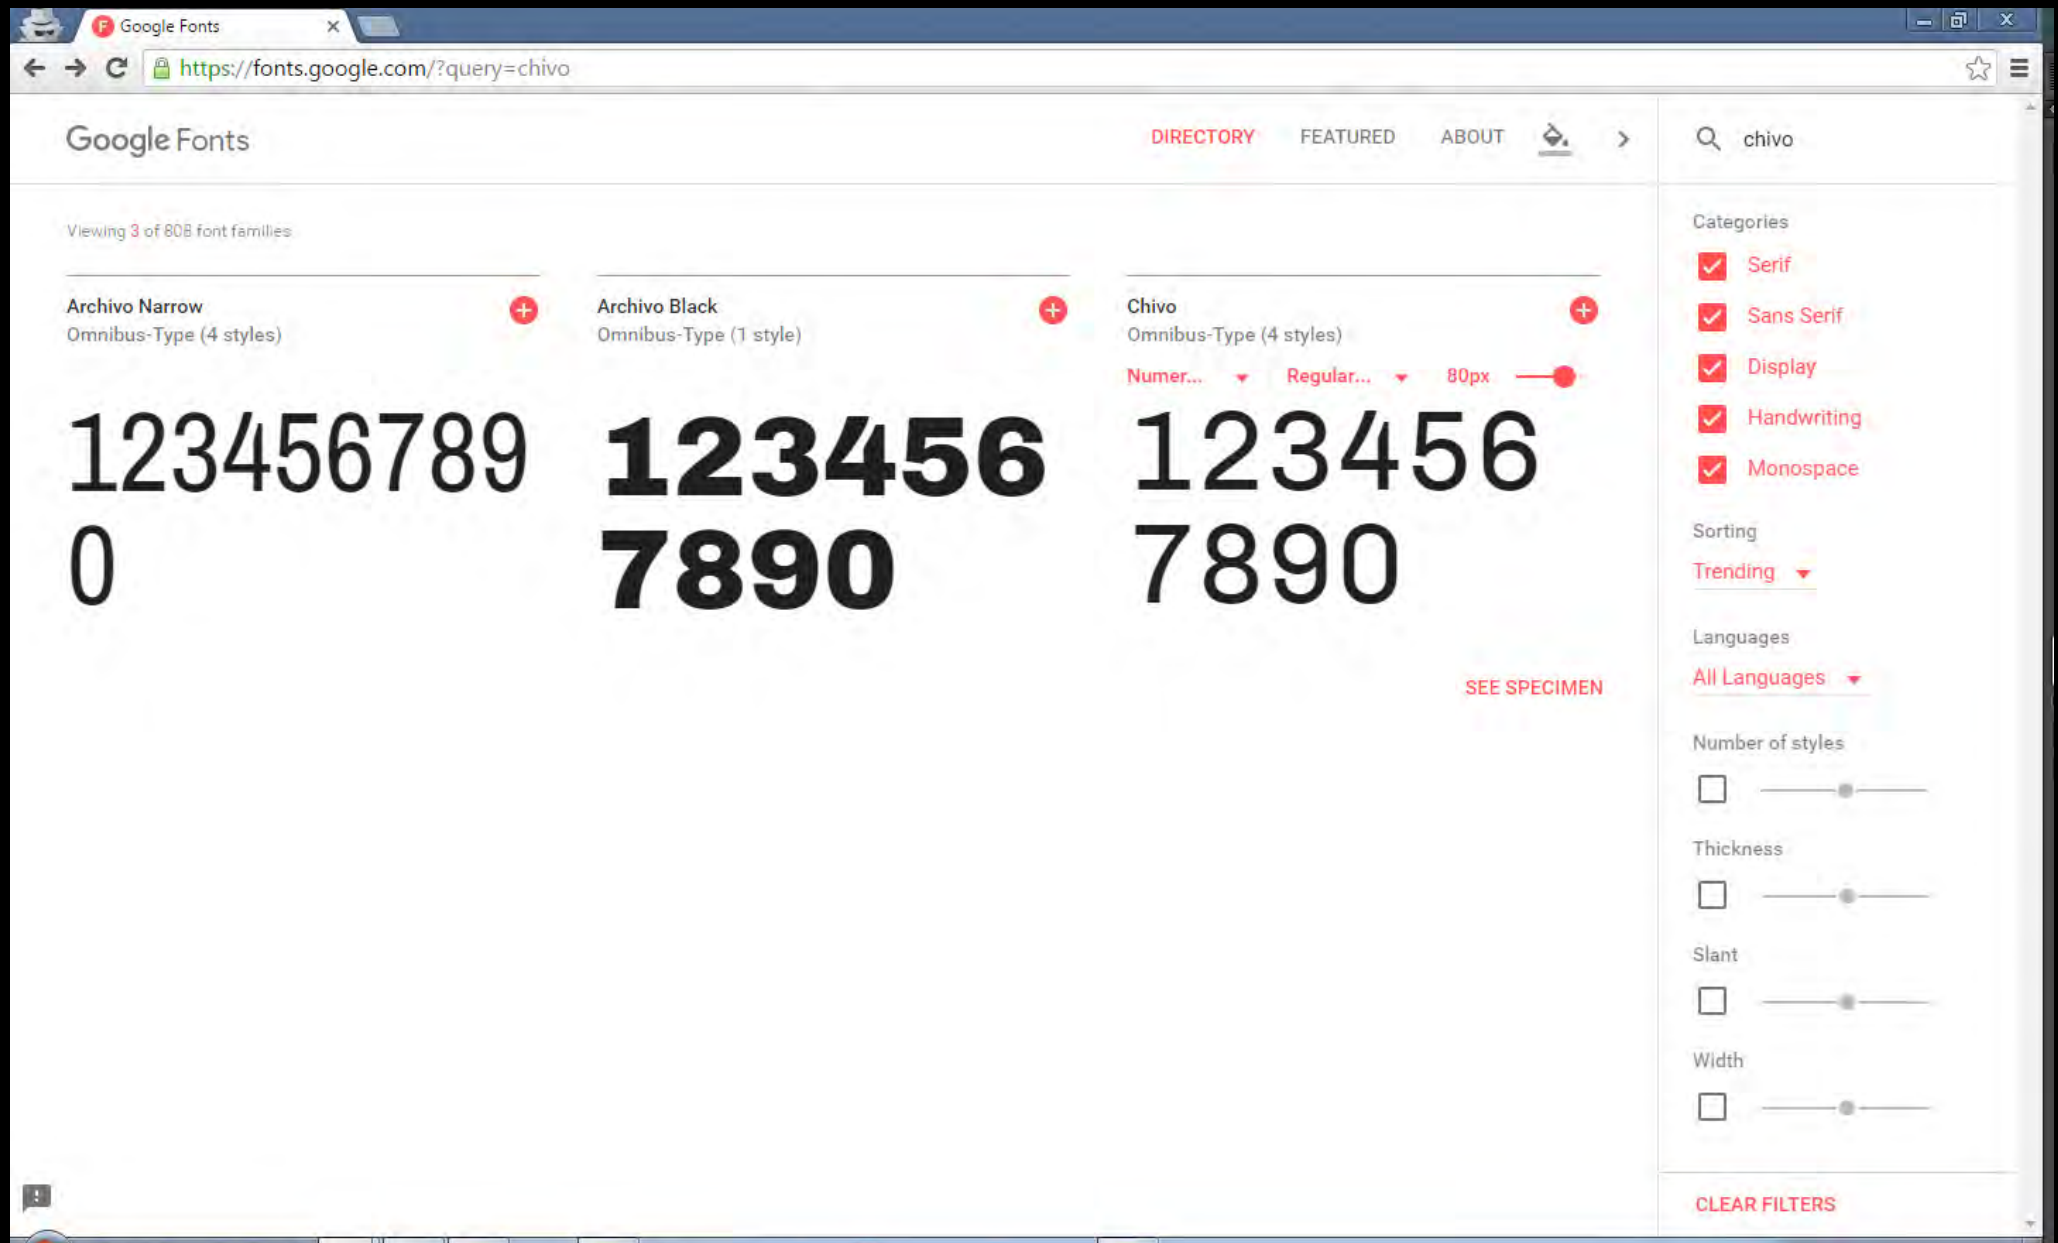 Google Fonts
https://fonts.google.com/?query=chivo
Google Fonts
DIRECTORY FEATURED ABOUT
chivo
Viewing 3 of 808 font families
Archivo Narrow
Omnibus-Type (4 styles)
123456789
0
Archivo Black
Omnibus-Type (1 style)
123456
7890
Chivo
Omnibus-Type (4 styles)
Numer... Regular... 80px
123456
7890
SEE SPECIMEN
Categories
Serif
Sans Serif
Display
Handwriting
Monospace
Sorting
Trending
Languages
All Languages
Number of styles
Thickness
Slant
Width
CLEAR FILTERS